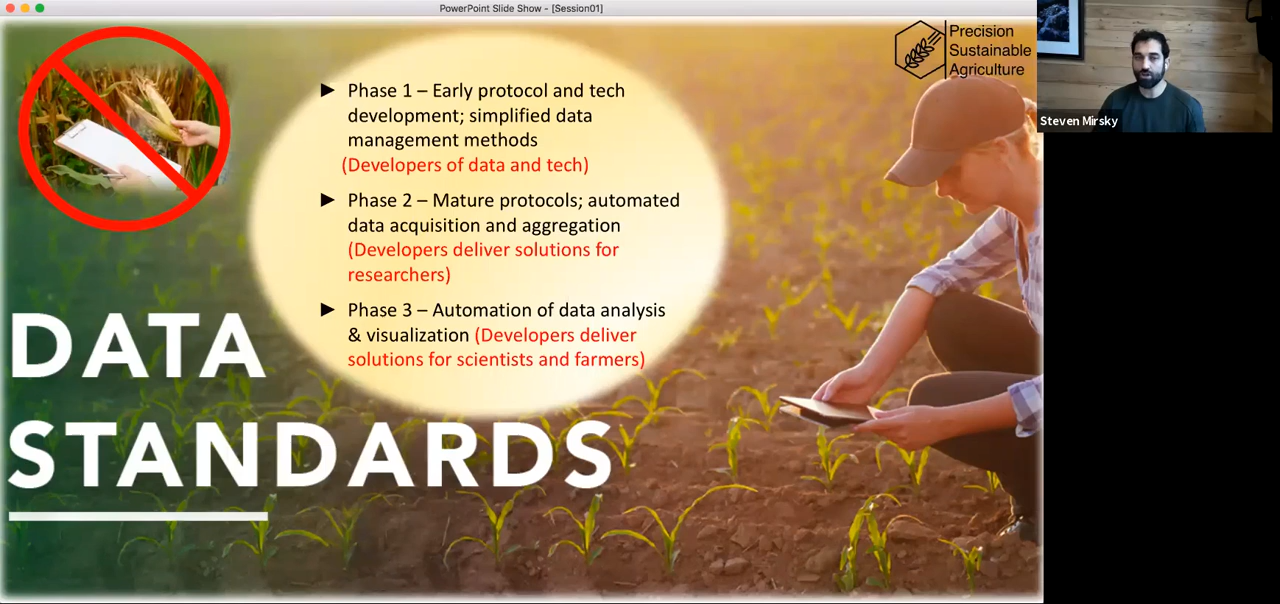 PowerPoint Slide Show - [Session01]
Precision
Sustainable
Agriculture
Steven Mirsky
► Phase 1 – Early protocol and tech
development; simplified data
management methods
(Developers of data and tech)
► Phase 2 – Mature protocols; automated
data acquisition and aggregation
(Developers deliver solutions for
researchers)
► Phase 3 – Automation of data analysis
& visualization (Developers deliver
solutions for scientists and farmers)
DATA
STANDARDS